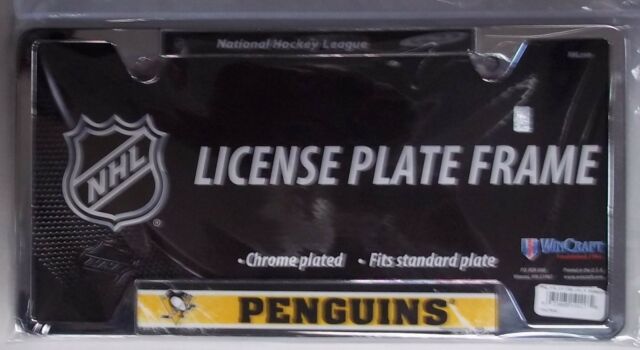 National Hockey League
NHL
®
LICENSE PLATE FRAME
- Chrome plated - Fits standard plate
WINCRAFT
PENGUINS